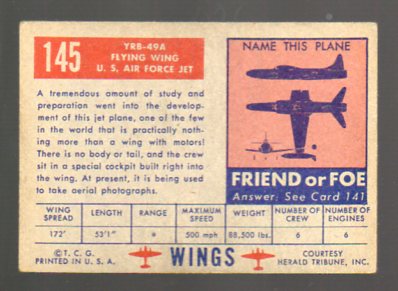 145
YRB-49A
FLYING WING
U. S. AIR FORCE JET
A tremendous amount of study and
preparation went into the develop-
ment of this jet plane, one of the few
in the world that is practically noth-
ing more than a wing with motors!
There is no body or tail, and the crew
sit in a special cockpit built right into
the wing. At present, it is being used
to take aerial photographs.
NAME THIS PLANE
FRIEND or FOE
Answer: See Card 141
WING SPREAD LENGTH RANGE MAXIMUM SPEED WEIGHT NUMBER OF CREW NUMBER OF ENGINES
172' 53'1" * 500 mph 88,500 lbs. 6 6
© T. C. G.
PRINTED IN U. S. A.
WINGS
COURTESY
HERALD TRIBUNE, INC.